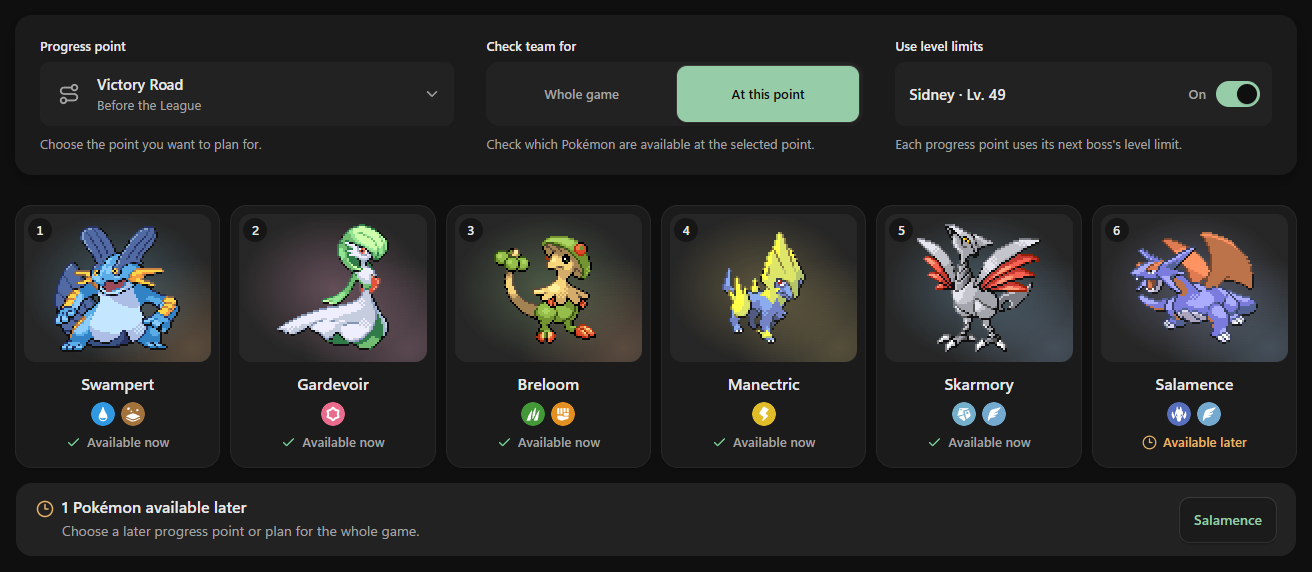 Progress point
Check team for
Use level limits
Victory Road
Before the League
Whole game
At this point
Sidney · Lv. 49
On
Choose the point you want to plan for.
Check which Pokémon are available at the selected point.
Each progress point uses its next boss's level limit.
1
2
3
4
5
6
Swampert
Gardevoir
Breloom
Manectric
Skarmory
Salamence
Available now
Available now
Available now
Available now
Available now
Available later
1 Pokémon available later
Choose a later progress point or plan for the whole game.
Salamence